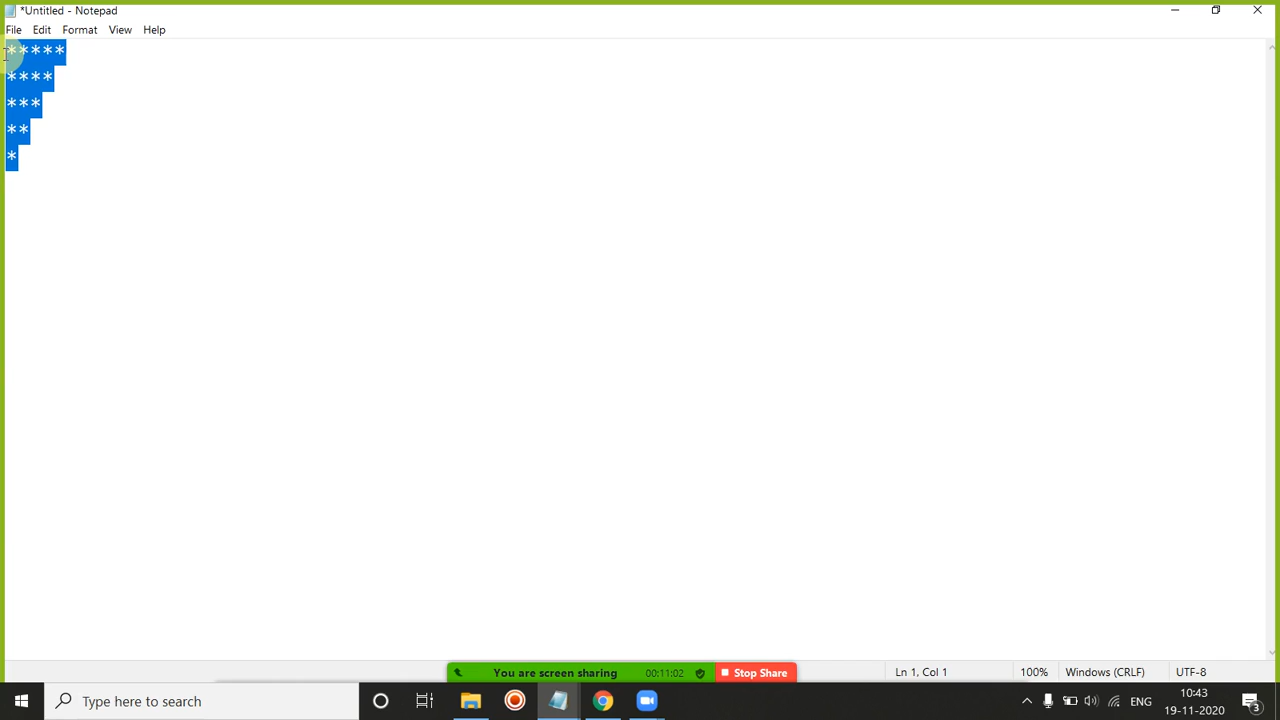 *Untitled - Notepad
File Edit Format View Help
*****
****
***
**
*
Ln 1, Col 1 100% Windows (CRLF) UTF-8
You are screen sharing 00:11:02 Stop Share
Type here to search
ENG
10:43
19-11-2020
3